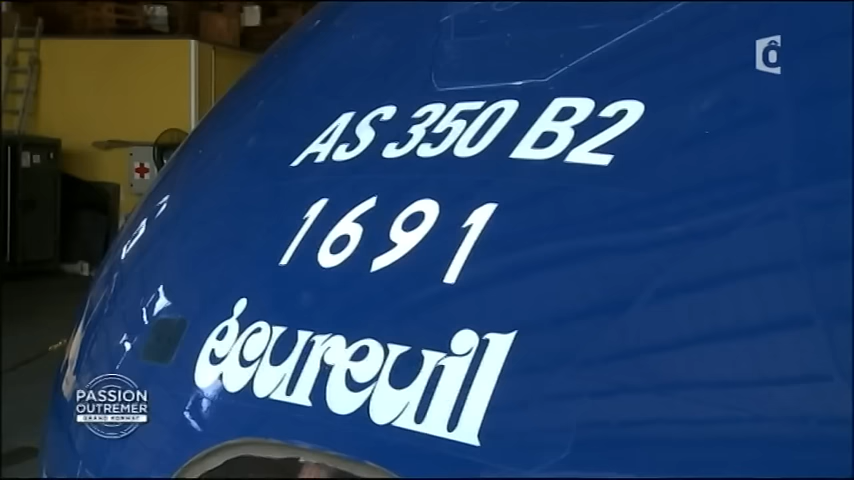 Ô
AS 350 B2
1691
écureuil
PASSION
OUTREMER
GRAND FORMAT